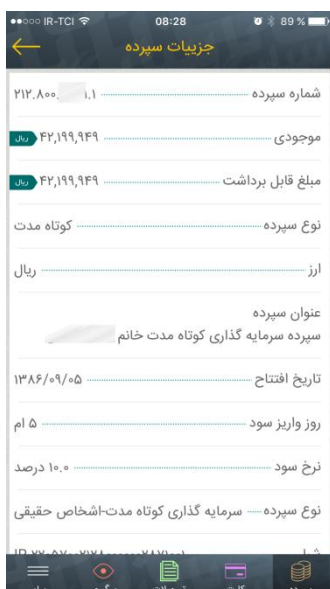 IR-TCI 08:28 89 %
جزییات سپرده
شماره سپرده ۲۱۲.۸۰۰. ۱.۱
موجودی ۴۲,۱۹۹,۹۴۹ ریال
مبلغ قابل برداشت ۴۲,۱۹۹,۹۴۹ ریال
نوع سپرده کوتاه مدت
ارز ریال
عنوان سپرده
سپرده سرمایه گذاری کوتاه مدت خانم
تاریخ افتتاح ۱۳۸۶/۰۹/۰۵
روز واریز سود ۵ ام
نرخ سود ۱۰.۰ درصد
نوع سپرده سرمایه گذاری کوتاه مدت-اشخاص حقیقی